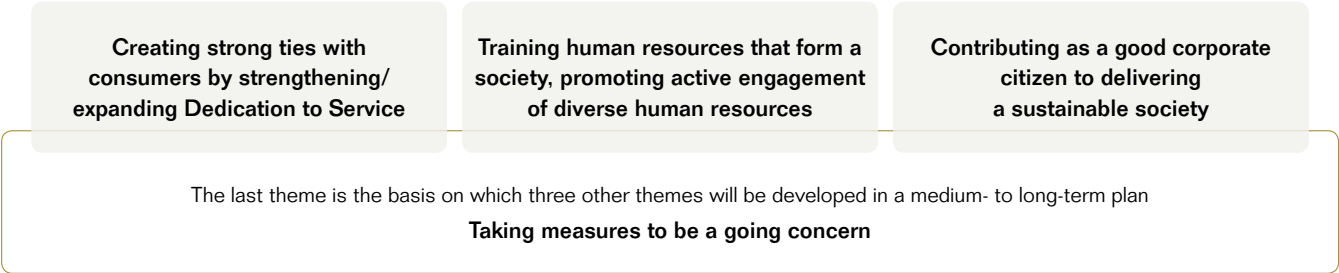 Creating strong ties with
consumers by strengthening/
expanding Dedication to Service
Training human resources that form a
society, promoting active engagement
of diverse human resources
Contributing as a good corporate
citizen to delivering
a sustainable society
The last theme is the basis on which three other themes will be developed in a medium- to long-term plan
Taking measures to be a going concern